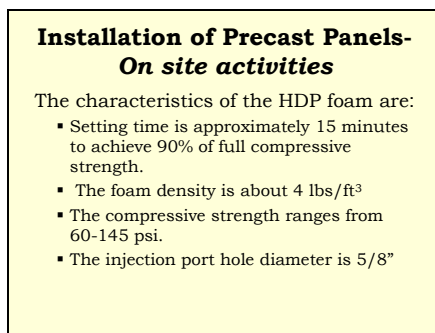 Installation of Precast Panels-
On site activities
The characteristics of the HDP foam are:
▪ Setting time is approximately 15 minutes
to achieve 90% of full compressive
strength.
▪ The foam density is about 4 lbs/ft³
▪ The compressive strength ranges from
60-145 psi.
▪ The injection port hole diameter is 5/8”